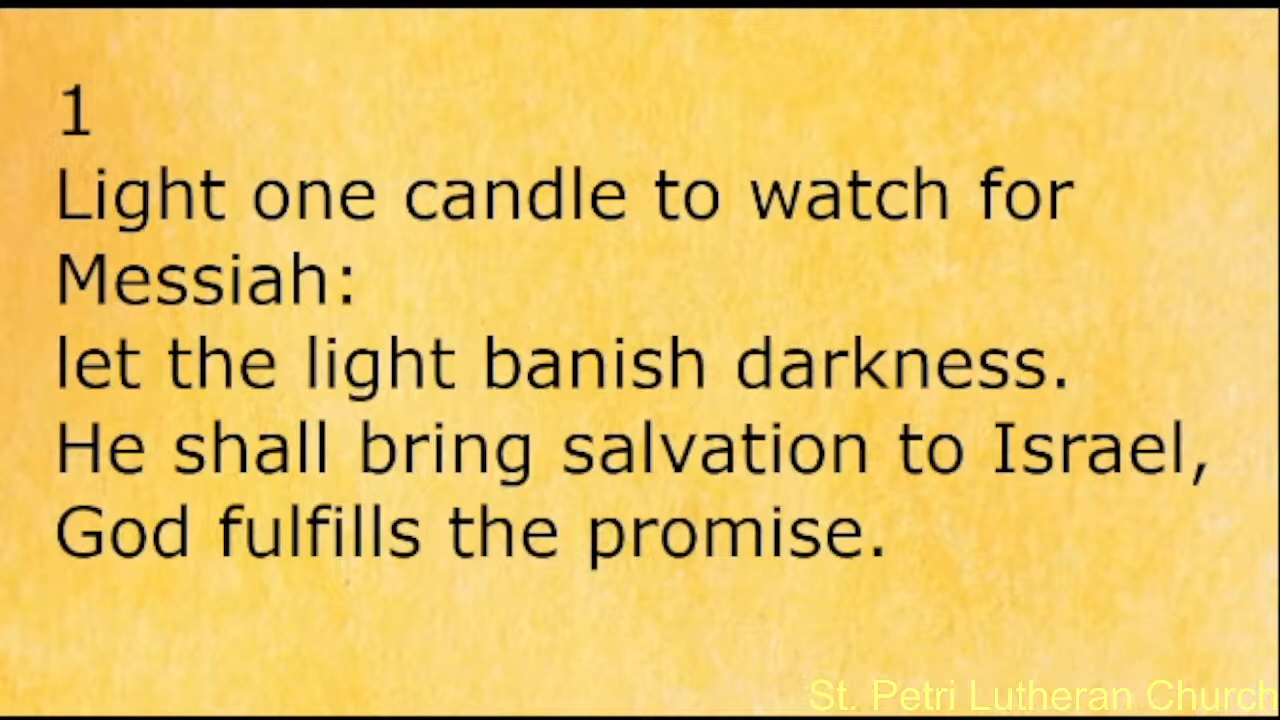 1
Light one candle to watch for
Messiah:
let the light banish darkness.
He shall bring salvation to Israel,
God fulfills the promise.
St. Petri Lutheran Church